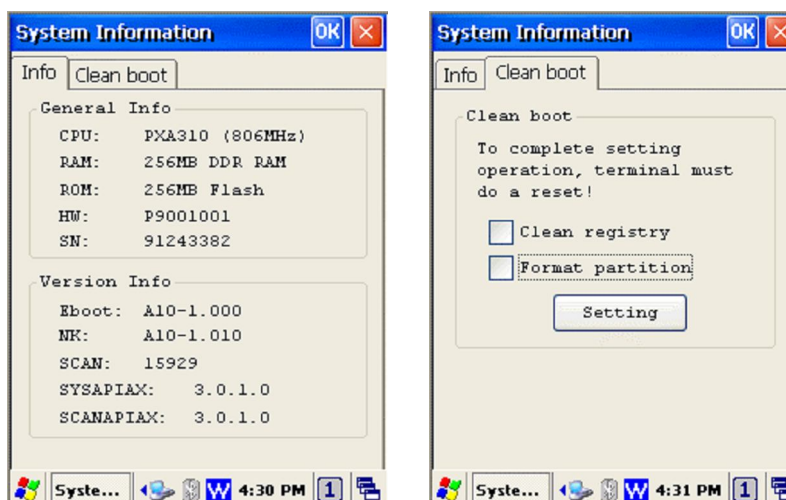 System Information OK
Info Clean boot
General Info
CPU: PXA310 (806MHz)
RAM: 256MB DDR RAM
ROM: 256MB Flash
HW: P9001001
SN: 91243382
Version Info
Eboot: A10-1.000
NK: A10-1.010
SCAN: 15929
SYSAPIAX: 3.0.1.0
SCANAPIAX: 3.0.1.0
Syste... W 4:30 PM 1
System Information OK
Info Clean boot
Clean boot
To complete setting
operation, terminal must
do a reset!
Clean registry
Format partition
Setting
Syste... W 4:31 PM 1